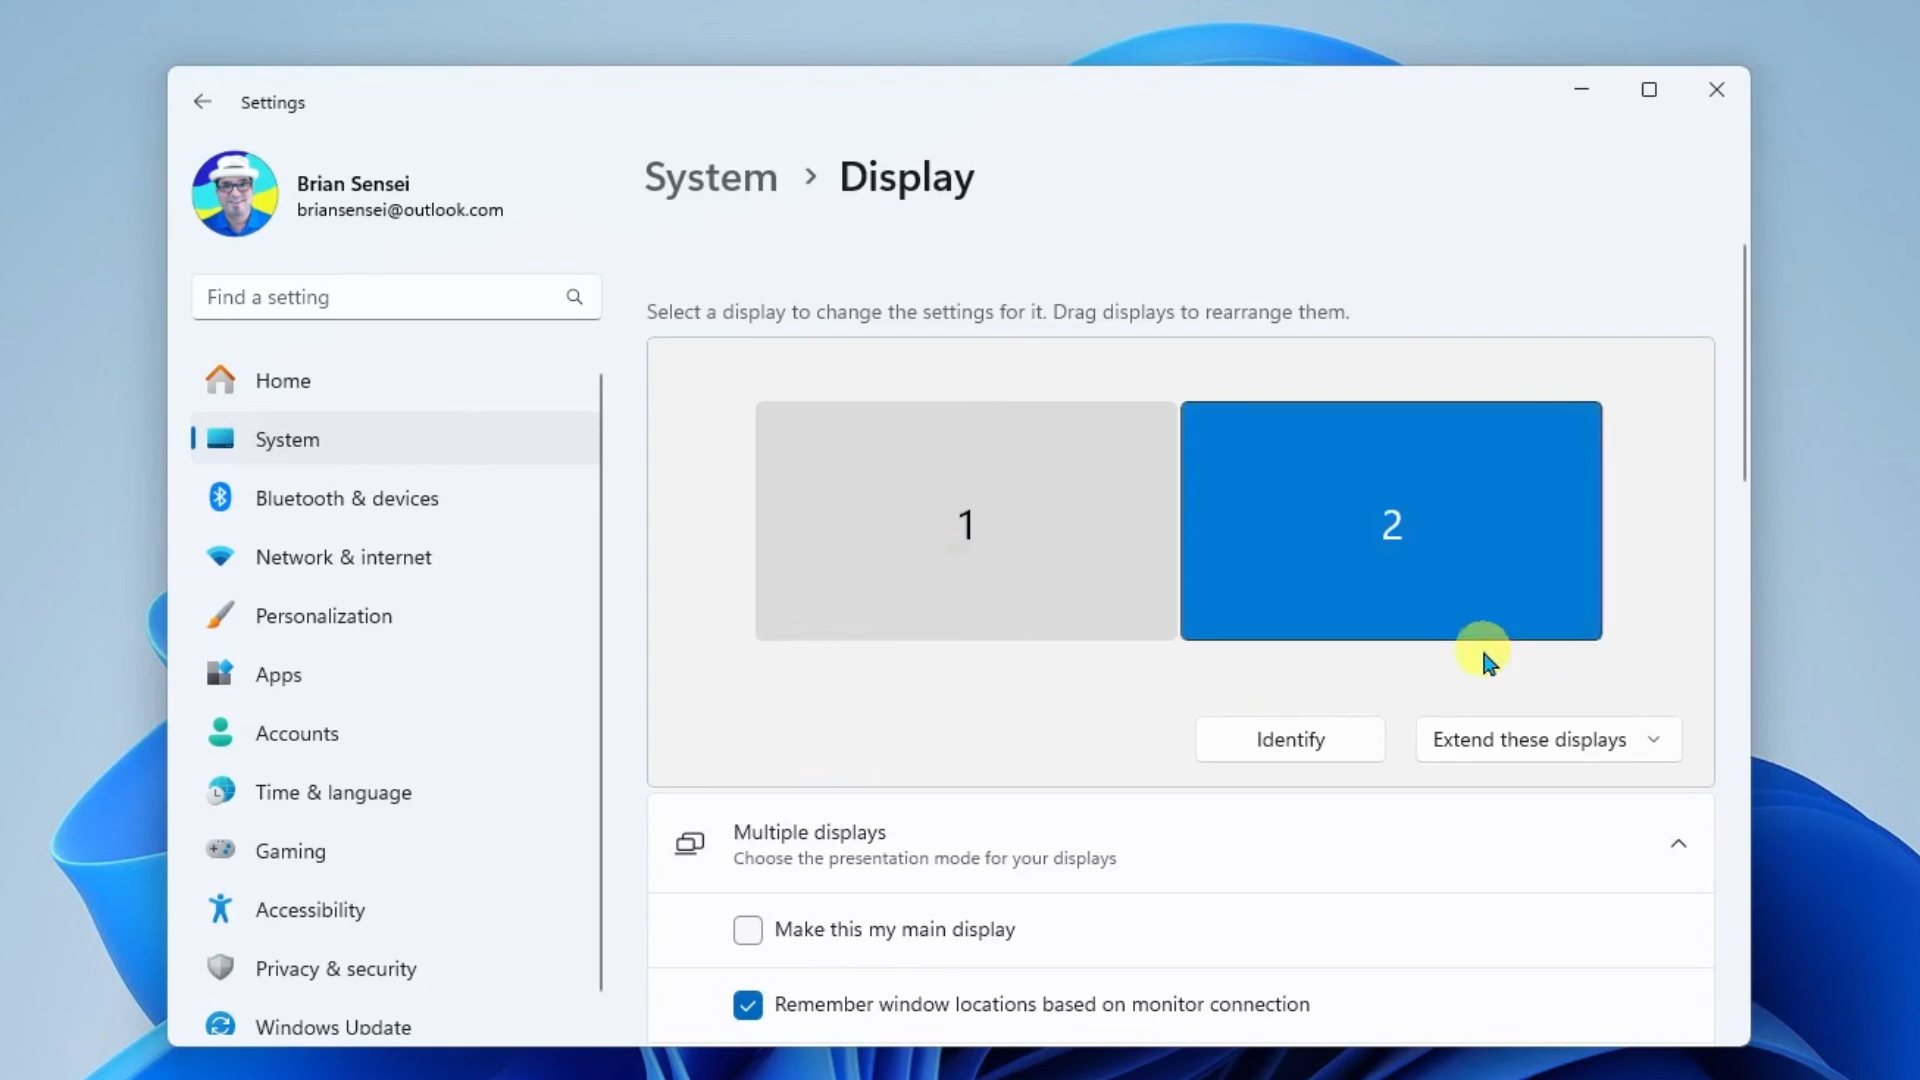 Settings
Brian Sensei
briansensei@outlook.com
Find a setting
Home
System
Bluetooth & devices
Network & internet
Personalization
Apps
Accounts
Time & language
Gaming
Accessibility
Privacy & security
Windows Update
System › Display
Select a display to change the settings for it. Drag displays to rearrange them.
1
2
Identify
Extend these displays
Multiple displays
Choose the presentation mode for your displays
Make this my main display
Remember window locations based on monitor connection